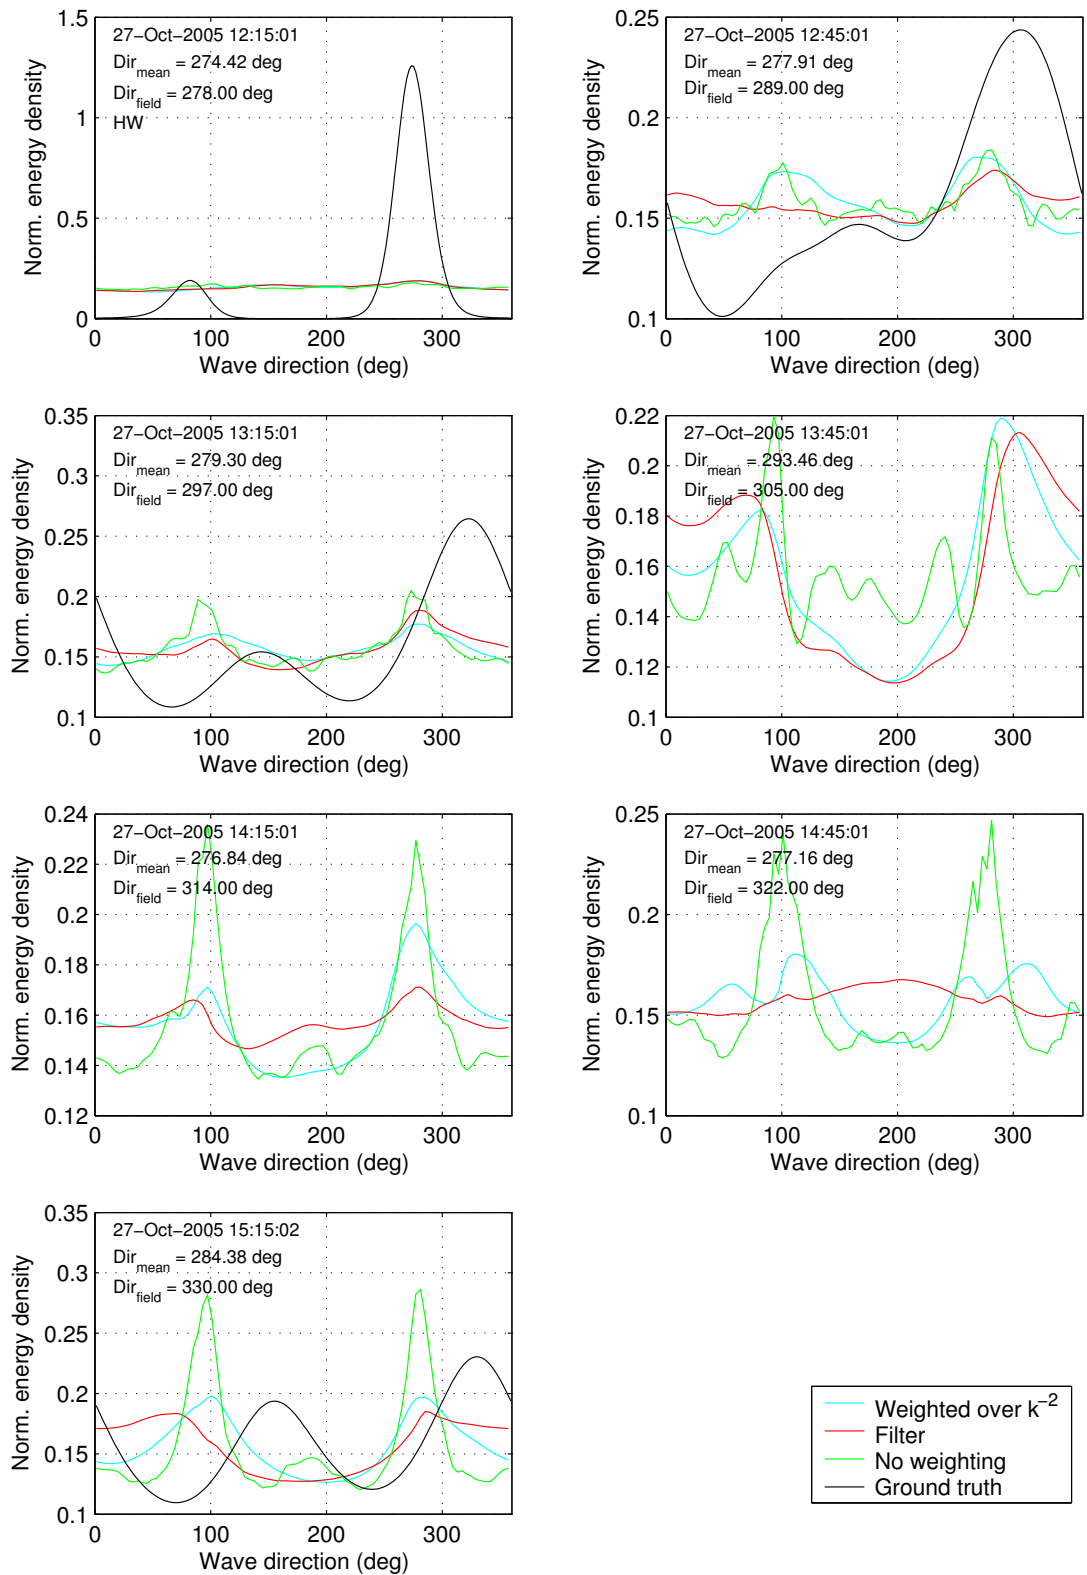 27-Oct-2005 12:15:01
Dir_mean = 274.42 deg
Dir_field = 278.00 deg
HW
Norm. energy density
1.5
1
0.5
0
0 100 200 300
Wave direction (deg)
27-Oct-2005 12:45:01
Dir_mean = 277.91 deg
Dir_field = 289.00 deg
Norm. energy density
0.25
0.2
0.15
0.1
0 100 200 300
Wave direction (deg)
27-Oct-2005 13:15:01
Dir_mean = 279.30 deg
Dir_field = 297.00 deg
Norm. energy density
0.35
0.3
0.25
0.2
0.15
0.1
0 100 200 300
Wave direction (deg)
27-Oct-2005 13:45:01
Dir_mean = 293.46 deg
Dir_field = 305.00 deg
Norm. energy density
0.22
0.2
0.18
0.16
0.14
0.12
0.1
0 100 200 300
Wave direction (deg)
27-Oct-2005 14:15:01
Dir_mean = 276.84 deg
Dir_field = 314.00 deg
Norm. energy density
0.24
0.22
0.2
0.18
0.16
0.14
0.12
0 100 200 300
Wave direction (deg)
27-Oct-2005 14:45:01
Dir_mean = 277.16 deg
Dir_field = 322.00 deg
Norm. energy density
0.25
0.2
0.15
0.1
0 100 200 300
Wave direction (deg)
27-Oct-2005 15:15:02
Dir_mean = 284.38 deg
Dir_field = 330.00 deg
Norm. energy density
0.35
0.3
0.25
0.2
0.15
0.1
0 100 200 300
Wave direction (deg)
Weighted over k^-2
Filter
No weighting
Ground truth